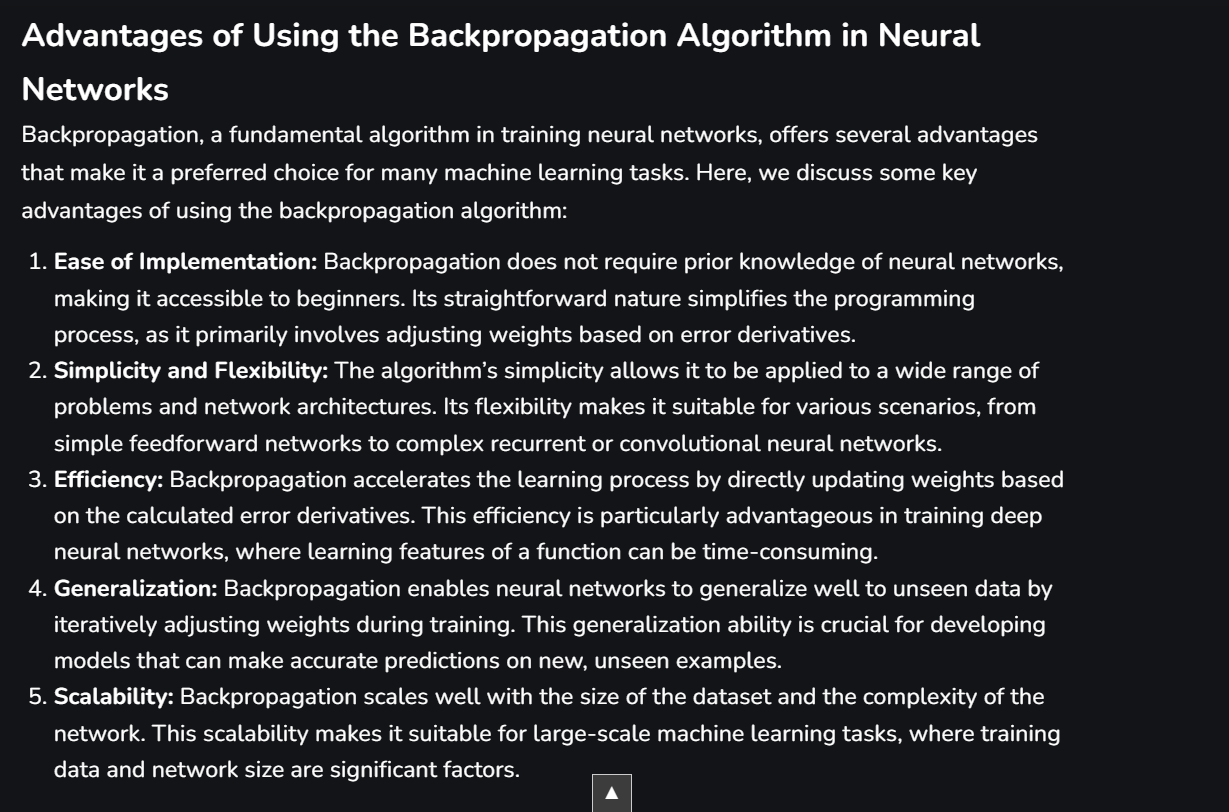 Advantages of Using the Backpropagation Algorithm in Neural
Networks
Backpropagation, a fundamental algorithm in training neural networks, offers several advantages
that make it a preferred choice for many machine learning tasks. Here, we discuss some key
advantages of using the backpropagation algorithm:
1. Ease of Implementation: Backpropagation does not require prior knowledge of neural networks,
making it accessible to beginners. Its straightforward nature simplifies the programming
process, as it primarily involves adjusting weights based on error derivatives.
2. Simplicity and Flexibility: The algorithm’s simplicity allows it to be applied to a wide range of
problems and network architectures. Its flexibility makes it suitable for various scenarios, from
simple feedforward networks to complex recurrent or convolutional neural networks.
3. Efficiency: Backpropagation accelerates the learning process by directly updating weights based
on the calculated error derivatives. This efficiency is particularly advantageous in training deep
neural networks, where learning features of a function can be time-consuming.
4. Generalization: Backpropagation enables neural networks to generalize well to unseen data by
iteratively adjusting weights during training. This generalization ability is crucial for developing
models that can make accurate predictions on new, unseen examples.
5. Scalability: Backpropagation scales well with the size of the dataset and the complexity of the
network. This scalability makes it suitable for large-scale machine learning tasks, where training
data and network size are significant factors.